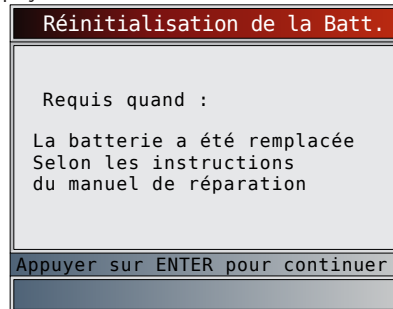 Réinitialisation de la Batt.
Requis quand :
La batterie a été remplacée
Selon les instructions
du manuel de réparation
Appuyer sur ENTER pour continuer